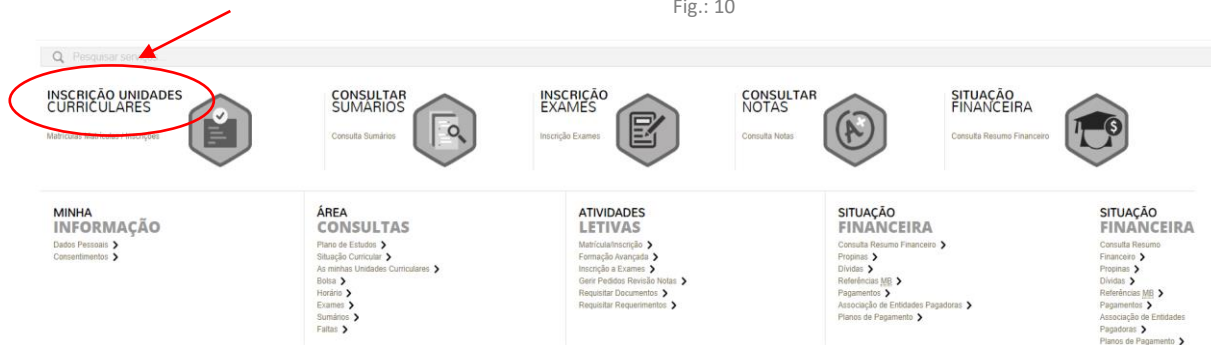 Fig.: 10
Pesquisar serviços
INSCRIÇÃO UNIDADES
CURRICULARES
Matrículas Matrículas / Inscrições
CONSULTAR
SUMÁRIOS
Consulta Sumários
INSCRIÇÃO
EXAMES
Inscrição Exames
CONSULTAR
NOTAS
Consulta Notas
SITUAÇÃO
FINANCEIRA
Consulta Resumo Financeiro
MINHA
INFORMAÇÃO
Dados Pessoais
Consentimentos
ÁREA
CONSULTAS
Plano de Estudos
Situação Curricular
As minhas Unidades Curriculares
Bolsa
Horário
Exames
Sumários
Faltas
ATIVIDADES
LETIVAS
Matrícula/Inscrição
Formação Avançada
Inscrição a Exames
Gerir Pedidos Revisão Notas
Requisitar Documentos
Requisitar Requerimentos
SITUAÇÃO
FINANCEIRA
Consulta Resumo Financeiro
Propinas
Dívidas
Referências MB
Pagamentos
Associação de Entidades Pagadoras
Planos de Pagamento
SITUAÇÃO
FINANCEIRA
Consulta Resumo
Financeiro
Propinas
Dívidas
Referências MB
Pagamentos
Associação de Entidades
Pagadoras
Planos de Pagamento